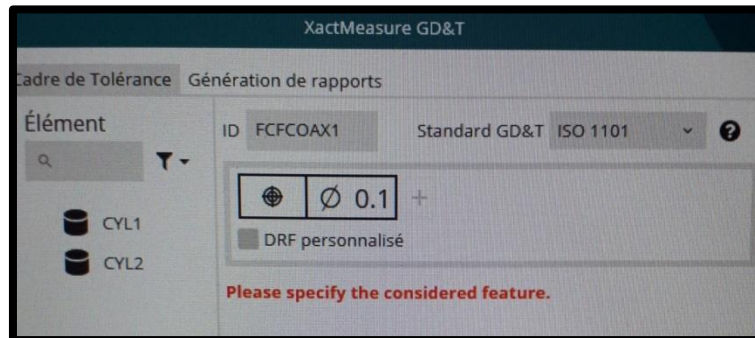 XactMeasure GD&T
Cadre de Tolérance Génération de rapports
Élément
ID FCFCOAX1 Standard GD&T ISO 1101
⌀ 0.1 +
DRF personnalisé
CYL1
CYL2
Please specify the considered feature.